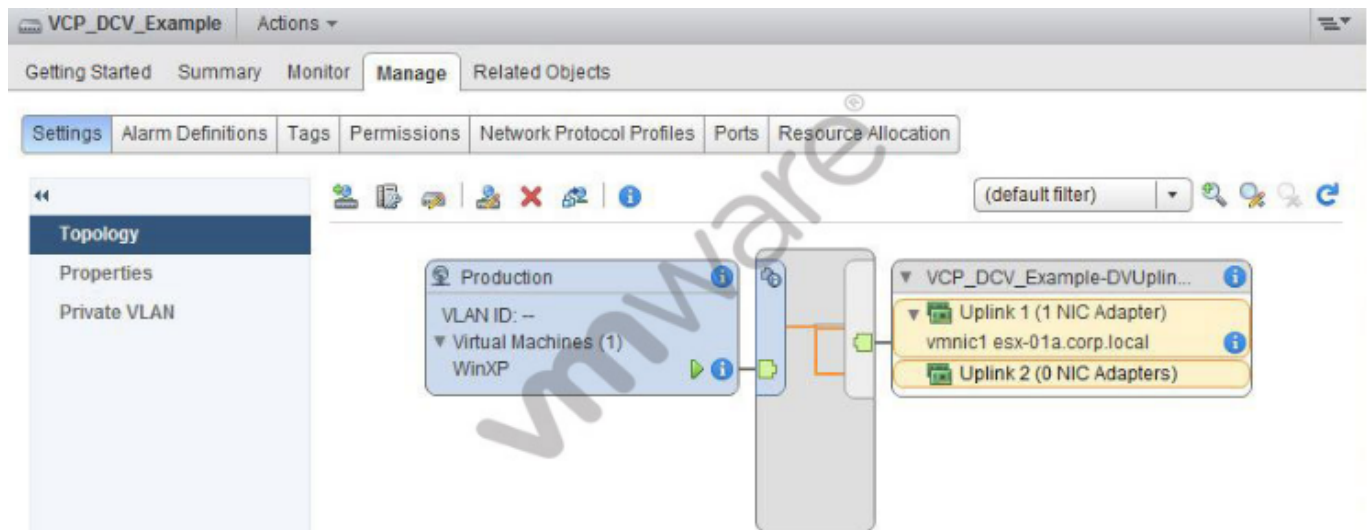 VCP_DCV_Example Actions
Getting Started Summary Monitor Manage Related Objects
Settings Alarm Definitions Tags Permissions Network Protocol Profiles Ports Resource Allocation
(default filter)
Topology
Properties
Private VLAN
Production
VLAN ID: --
Virtual Machines (1)
WinXP
VCP_DCV_Example-DVUplin...
Uplink 1 (1 NIC Adapter)
vmnic1 esx-01a.corp.local
Uplink 2 (0 NIC Adapters)
vmware®